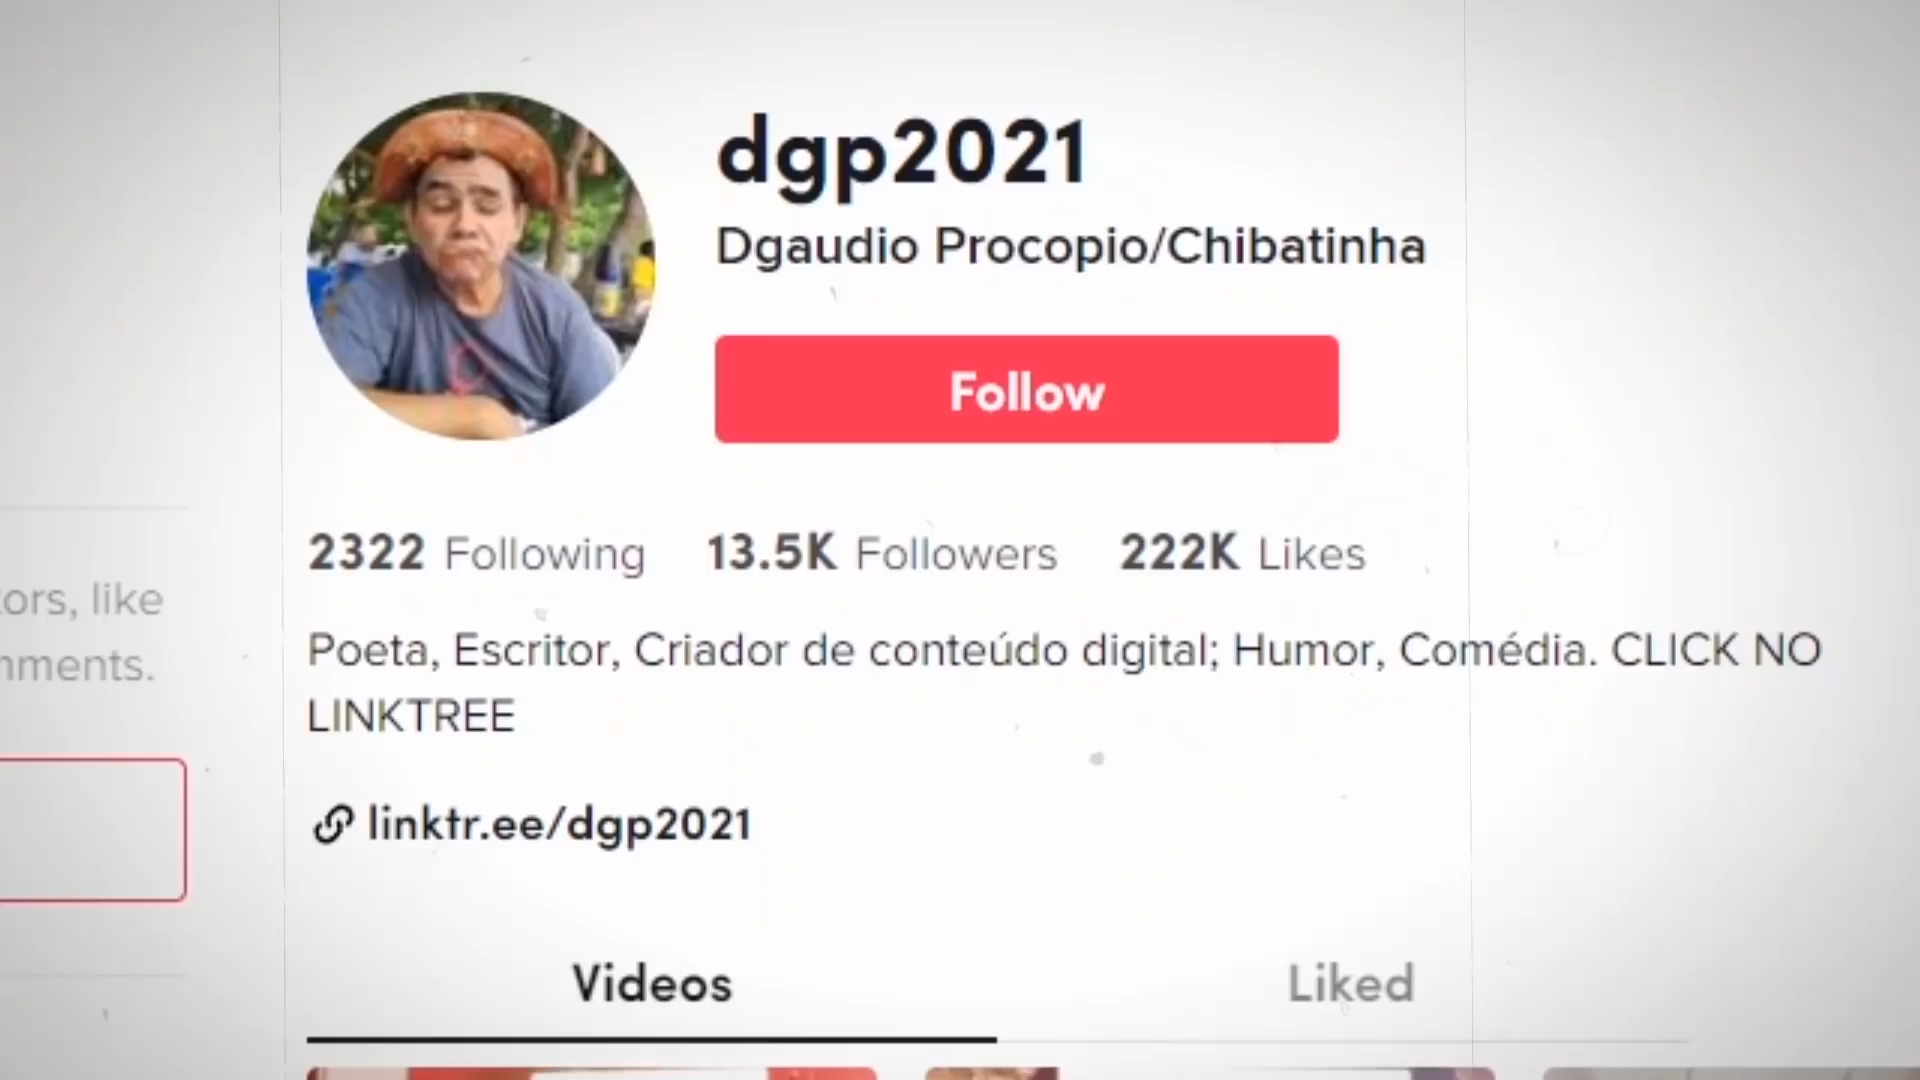 dgp2021
Dgaudio Procopio/Chibatinha
Follow
2322 Following 13.5K Followers 222K Likes
Poeta, Escritor, Criador de conteúdo digital; Humor, Comédia. CLICK NO
LINKTREE
linktr.ee/dgp2021
Videos Liked
like